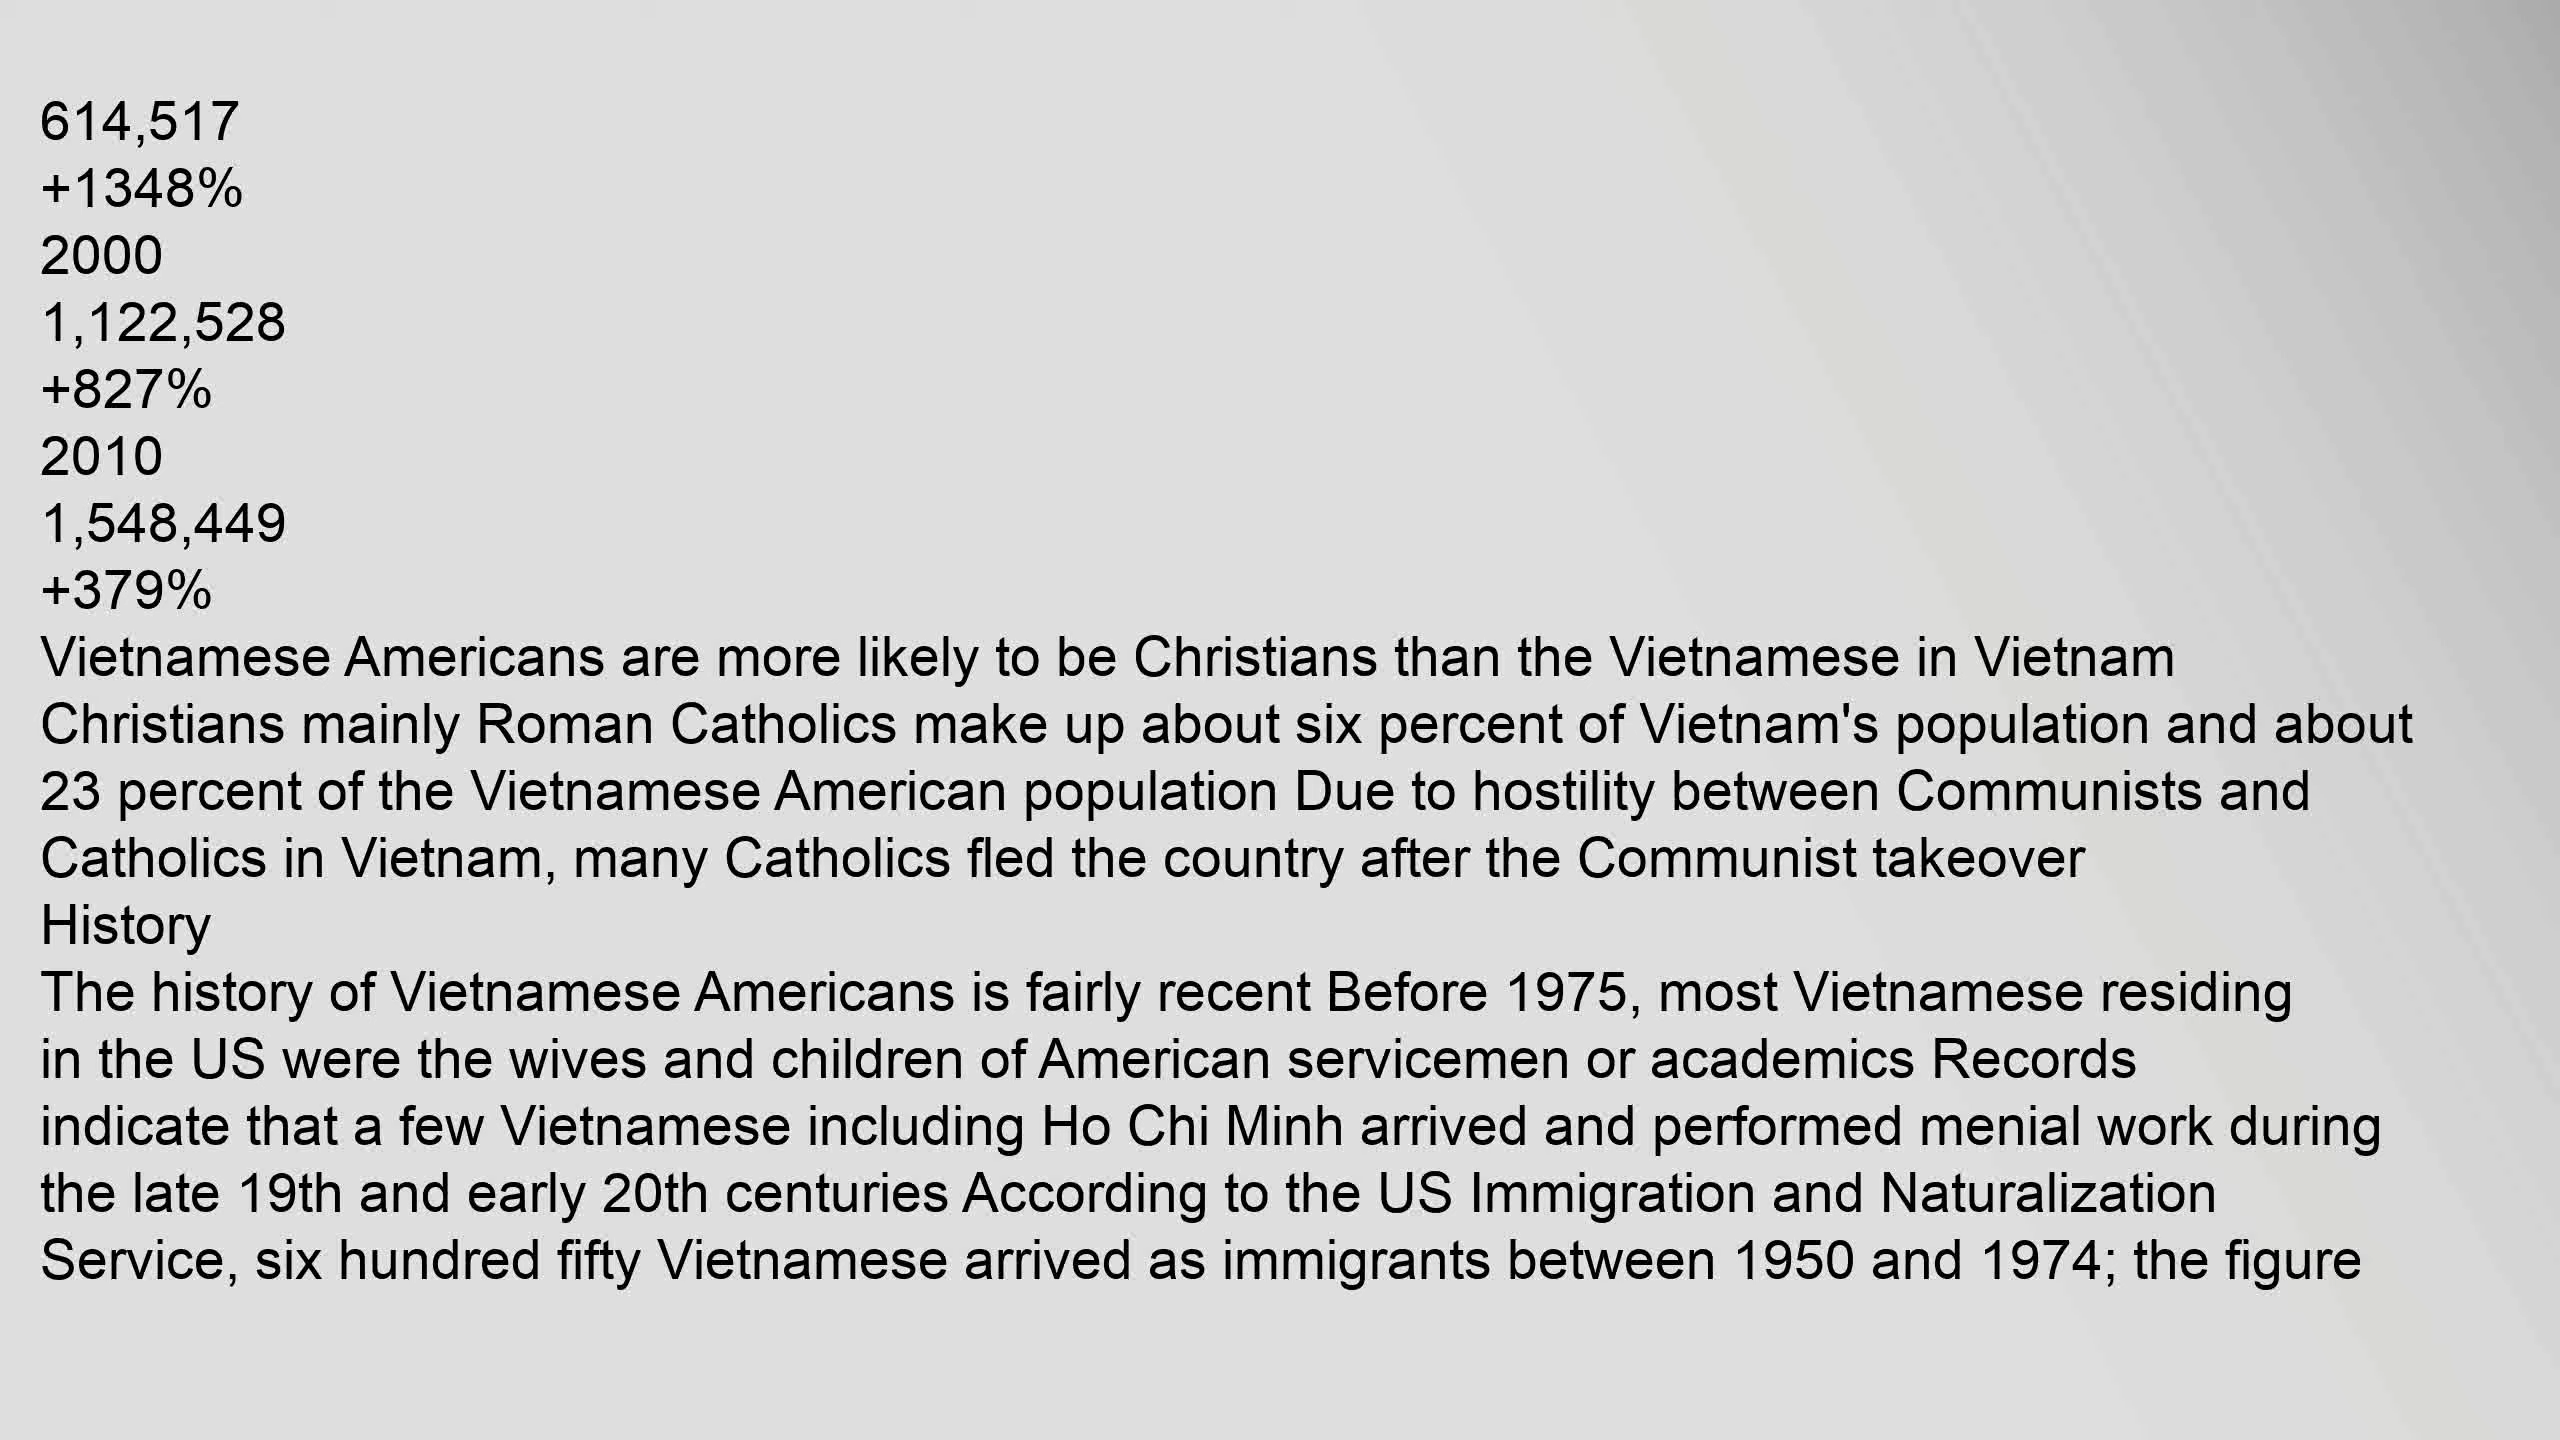 614,517
+1348%
2000
1,122,528
+827%
2010
1,548,449
+379%
Vietnamese Americans are more likely to be Christians than the Vietnamese in Vietnam
Christians mainly Roman Catholics make up about six percent of Vietnam's population and about
23 percent of the Vietnamese American population Due to hostility between Communists and
Catholics in Vietnam, many Catholics fled the country after the Communist takeover
History
The history of Vietnamese Americans is fairly recent Before 1975, most Vietnamese residing
in the US were the wives and children of American servicemen or academics Records
indicate that a few Vietnamese including Ho Chi Minh arrived and performed menial work during
the late 19th and early 20th centuries According to the US Immigration and Naturalization
Service, six hundred fifty Vietnamese arrived as immigrants between 1950 and 1974; the figure